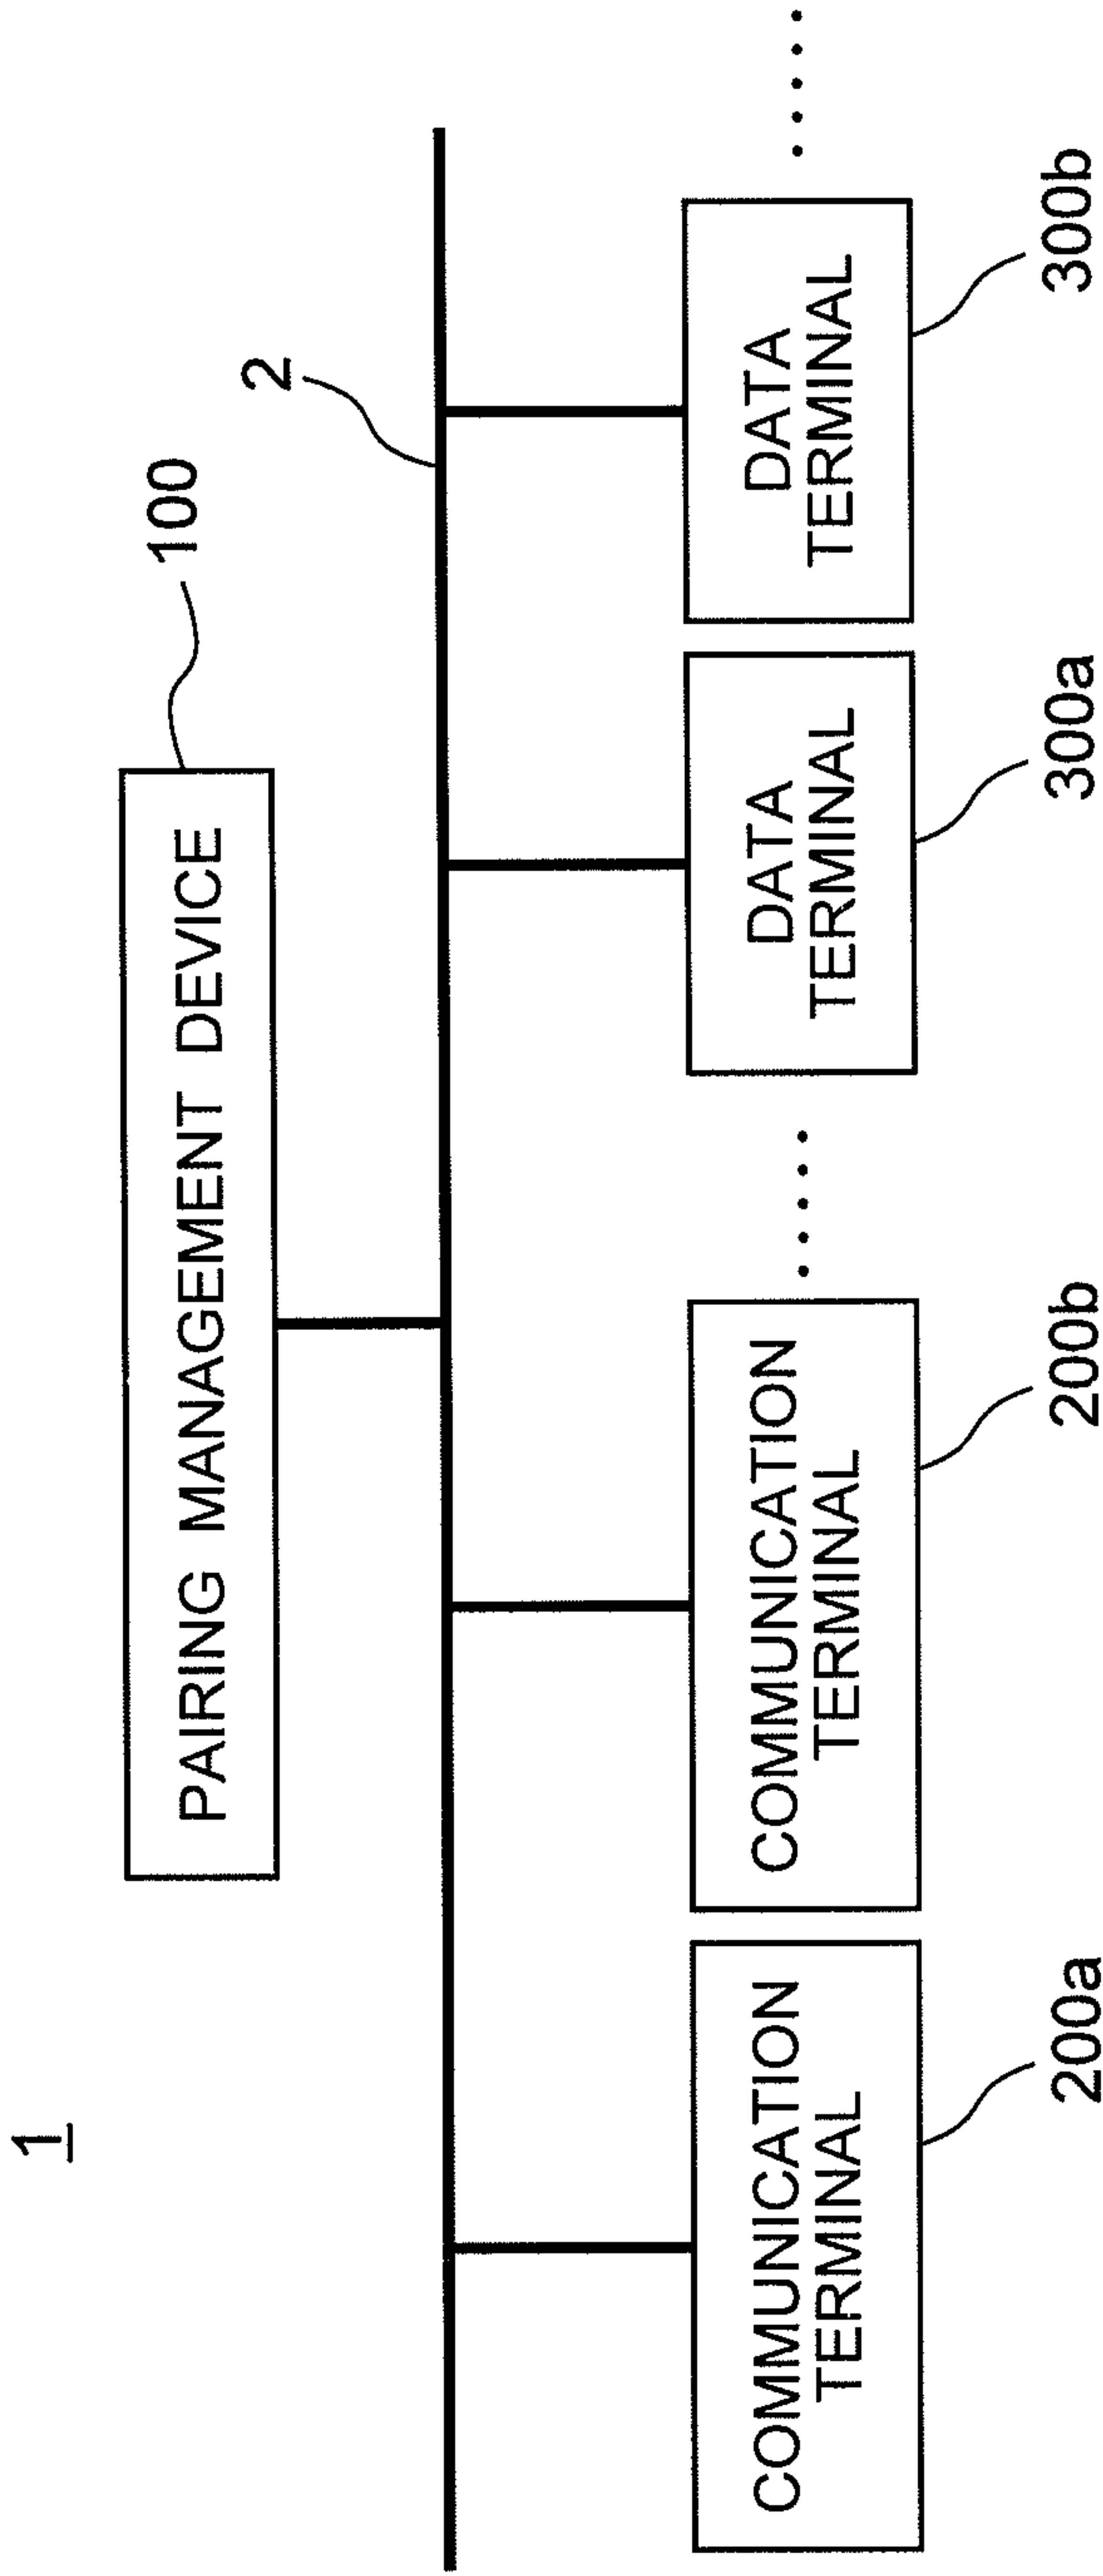 1
PAIRING MANAGEMENT DEVICE
100
2
COMMUNICATION
TERMINAL
COMMUNICATION
TERMINAL
.....
DATA
TERMINAL
DATA
TERMINAL
.....
200a
200b
300a
300b